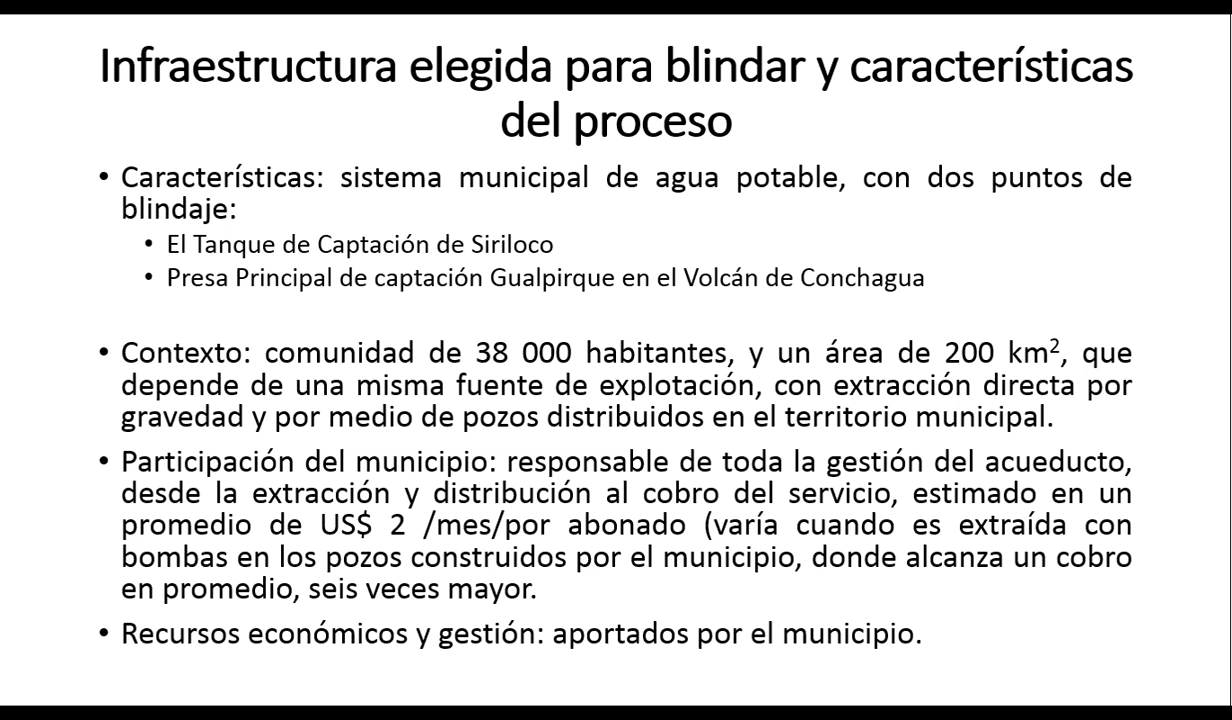 Infraestructura elegida para blindar y características
del proceso
• Características: sistema municipal de agua potable, con dos puntos de
blindaje:
• El Tanque de Captación de Siriloco
• Presa Principal de captación Gualpirque en el Volcán de Conchagua
• Contexto: comunidad de 38 000 habitantes, y un área de 200 km², que
depende de una misma fuente de explotación, con extracción directa por
gravedad y por medio de pozos distribuidos en el territorio municipal.
• Participación del municipio: responsable de toda la gestión del acueducto,
desde la extracción y distribución al cobro del servicio, estimado en un
promedio de US$ 2 /mes/por abonado (varía cuando es extraída con
bombas en los pozos construidos por el municipio, donde alcanza un cobro
en promedio, seis veces mayor.
• Recursos económicos y gestión: aportados por el municipio.